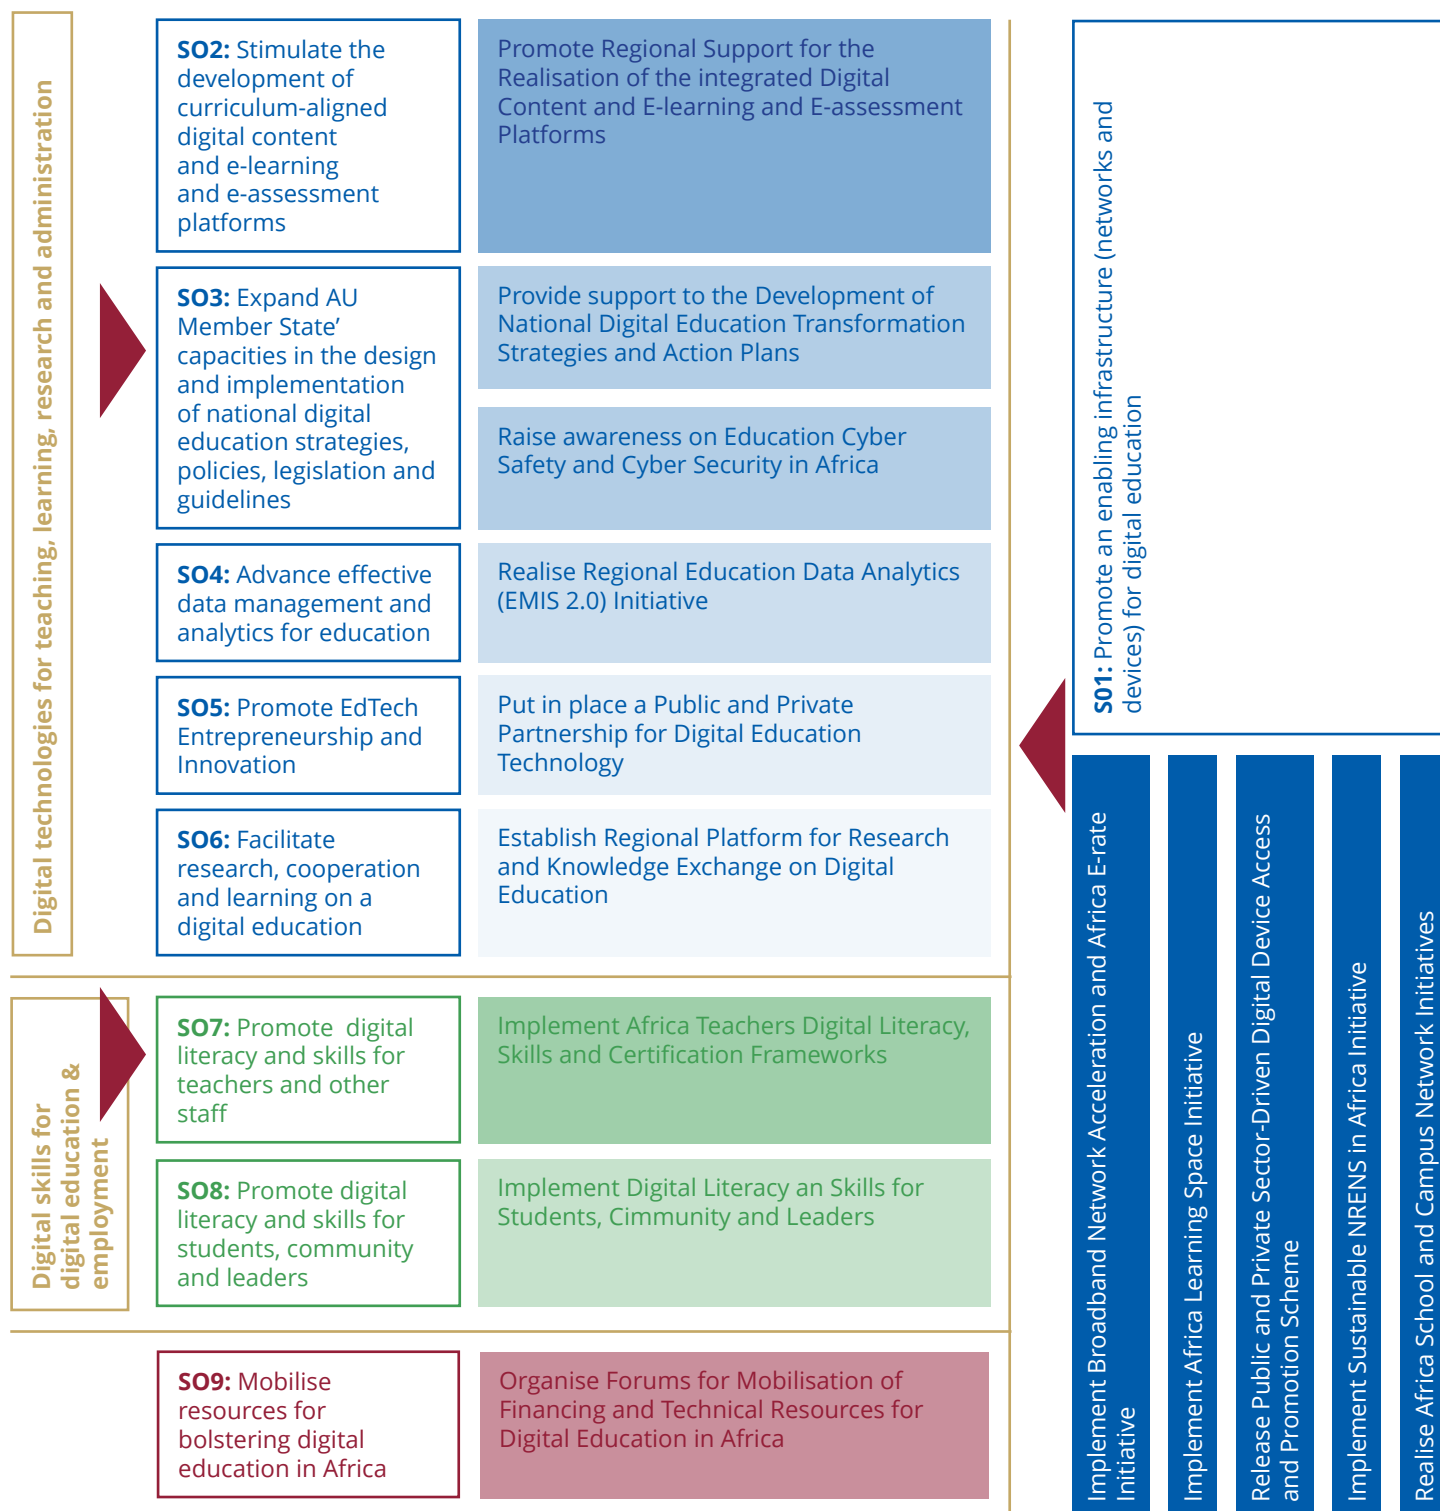 Digital technologies for teaching, learning, research and administration
SO2: Stimulate the
development of
curriculum-aligned
digital content
and e-learning
and e-assessment
platforms
Promote Regional Support for the
Realisation of the integrated Digital
Content and E-learning and E-assessment
Platforms
SO3: Expand AU
Member State’
capacities in the design
and implementation
of national digital
education strategies,
policies, legislation and
guidelines
Provide support to the Development of
National Digital Education Transformation
Strategies and Action Plans
Raise awareness on Education Cyber
Safety and Cyber Security in Africa
SO4: Advance effective
data management and
analytics for education
Realise Regional Education Data Analytics
(EMIS 2.0) Initiative
SO5: Promote EdTech
Entrepreneurship and
Innovation
Put in place a Public and Private
Partnership for Digital Education
Technology
SO6: Facilitate
research, cooperation
and learning on a
digital education
Establish Regional Platform for Research
and Knowledge Exchange on Digital
Education
Digital skills for
digital education &
employment
SO7: Promote  digital
literacy and skills for
teachers and other
staff
Implement Africa Teachers Digital Literacy,
Skills and Certification Frameworks
SO8: Promote digital
literacy and skills for
students, community
and leaders
Implement Digital Literacy an Skills for
Students, Cimmunity and Leaders
SO9: Mobilise
resources for
bolstering digital
education in Africa
Organise Forums for Mobilisation of
Financing and Technical Resources for
Digital Education in Africa
S01: Promote an enabling infrastructure (networks and
devices) for digital education
Implement Broadband Network Acceleration and Africa E-rate
Initiative
Implement Africa Learning Space Initiative
Release Public and Private Sector-Driven Digital Device Access
and Promotion Scheme
Implement Sustainable NRENS in Africa Initiative
Realise Africa School and Campus Network Initiatives